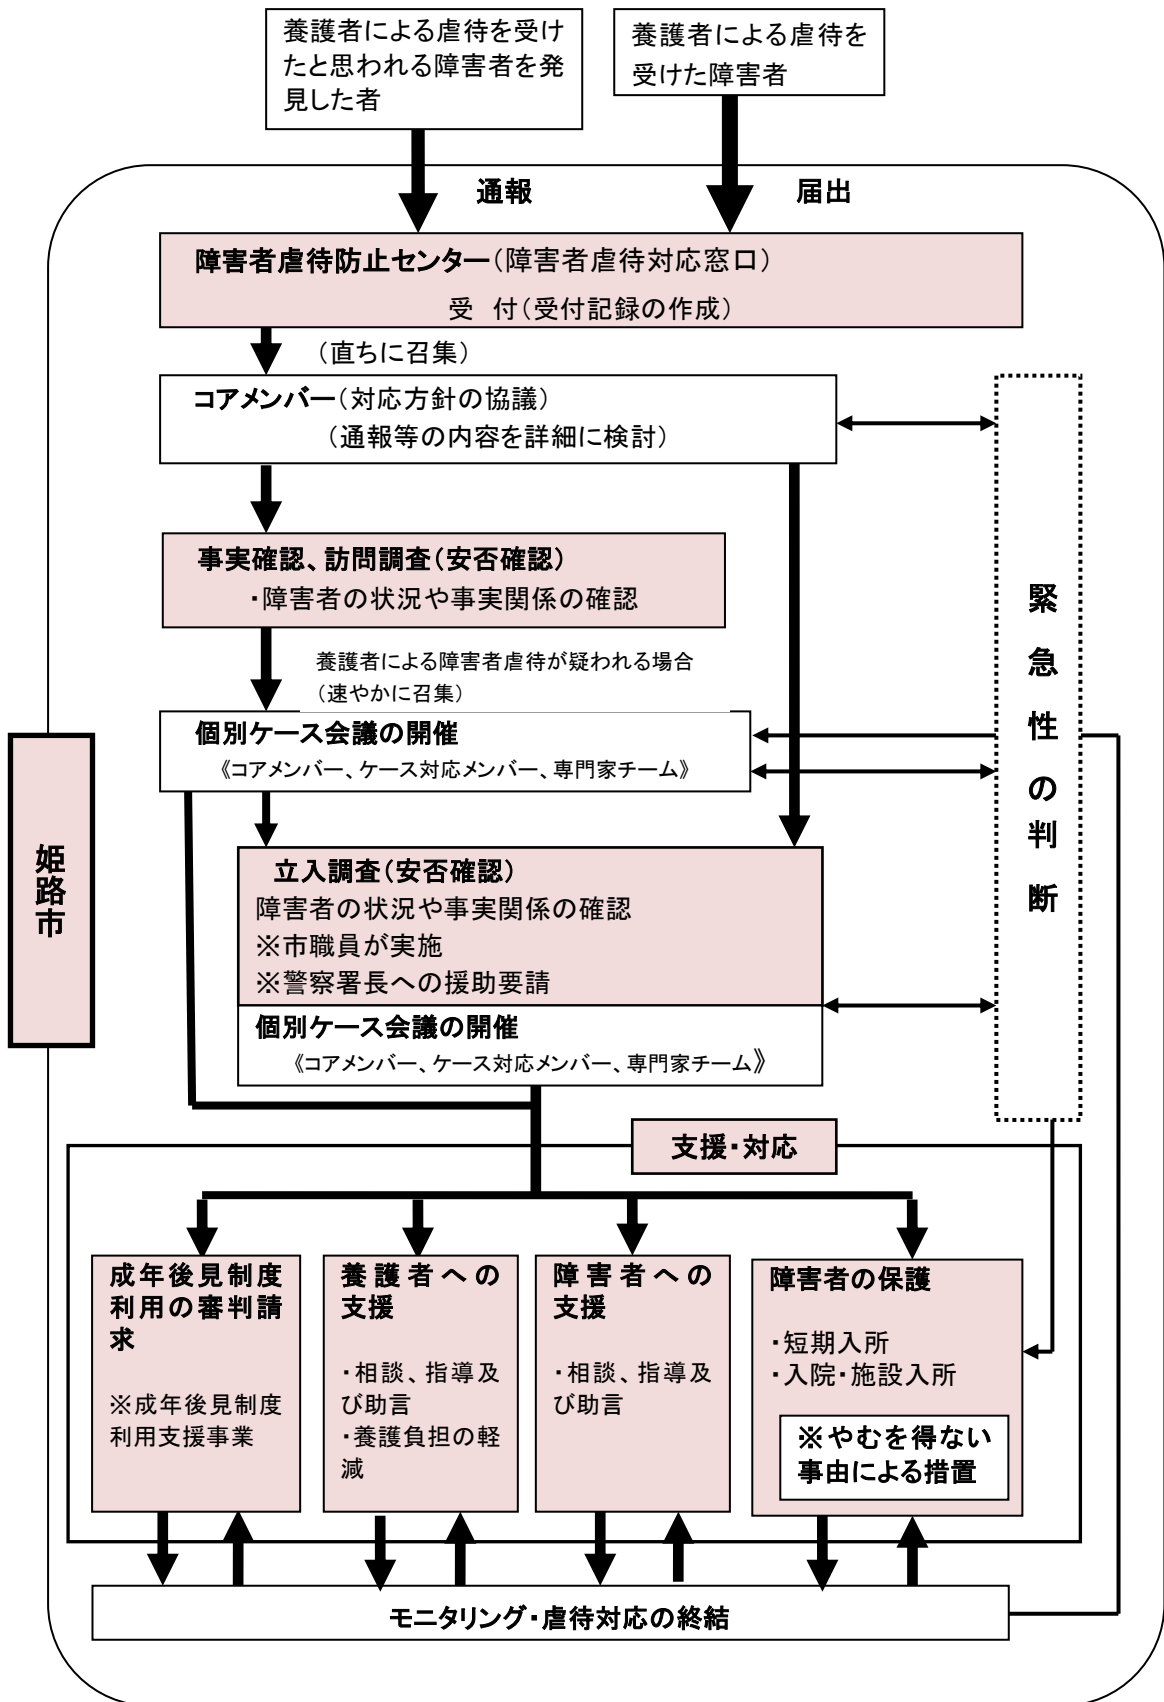 養護者による虐待を受け
たと思われる障害者を発
見した者
養護者による虐待を
受けた障害者
通報
届出
障害者虐待防止センター（障害者虐待対応窓口）
受　付（受付記録の作成）
（直ちに召集）
コアメンバー（対応方針の協議）
（通報等の内容を詳細に検討）
事実確認、訪問調査（安否確認）
・障害者の状況や事実関係の確認
養護者による障害者虐待が疑われる場合
（速やかに召集）
個別ケース会議の開催
《コアメンバー、ケース対応メンバー、専門家チーム》
緊急性の判断
姫路市
立入調査（安否確認）
障害者の状況や事実関係の確認
※市職員が実施
※警察署長への援助要請
個別ケース会議の開催
《コアメンバー、ケース対応メンバー、専門家チーム》
支援・対応
成年後見制度
利用の審判請
求
※成年後見制度
利用支援事業
養護者への
支援
・相談、指導及
び助言
・養護負担の軽
減
障害者への
支援
・相談、指導及
び助言
障害者の保護
・短期入所
・入院・施設入所
※やむを得ない
事由による措置
モニタリング・虐待対応の終結